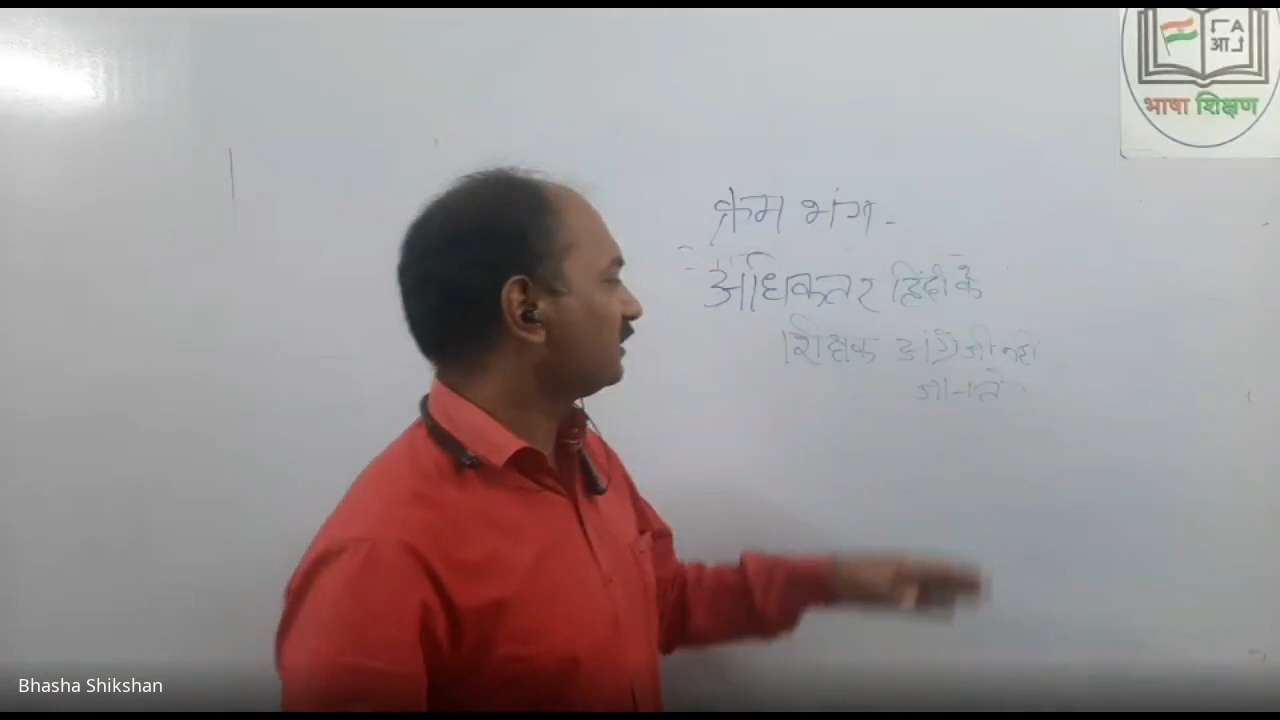 A
आ
भाषा शिक्षण
क्रम भंग -
अधिकतर हिंदी के
शिक्षक अंग्रेजी नहीं
जानते
Bhasha Shikshan